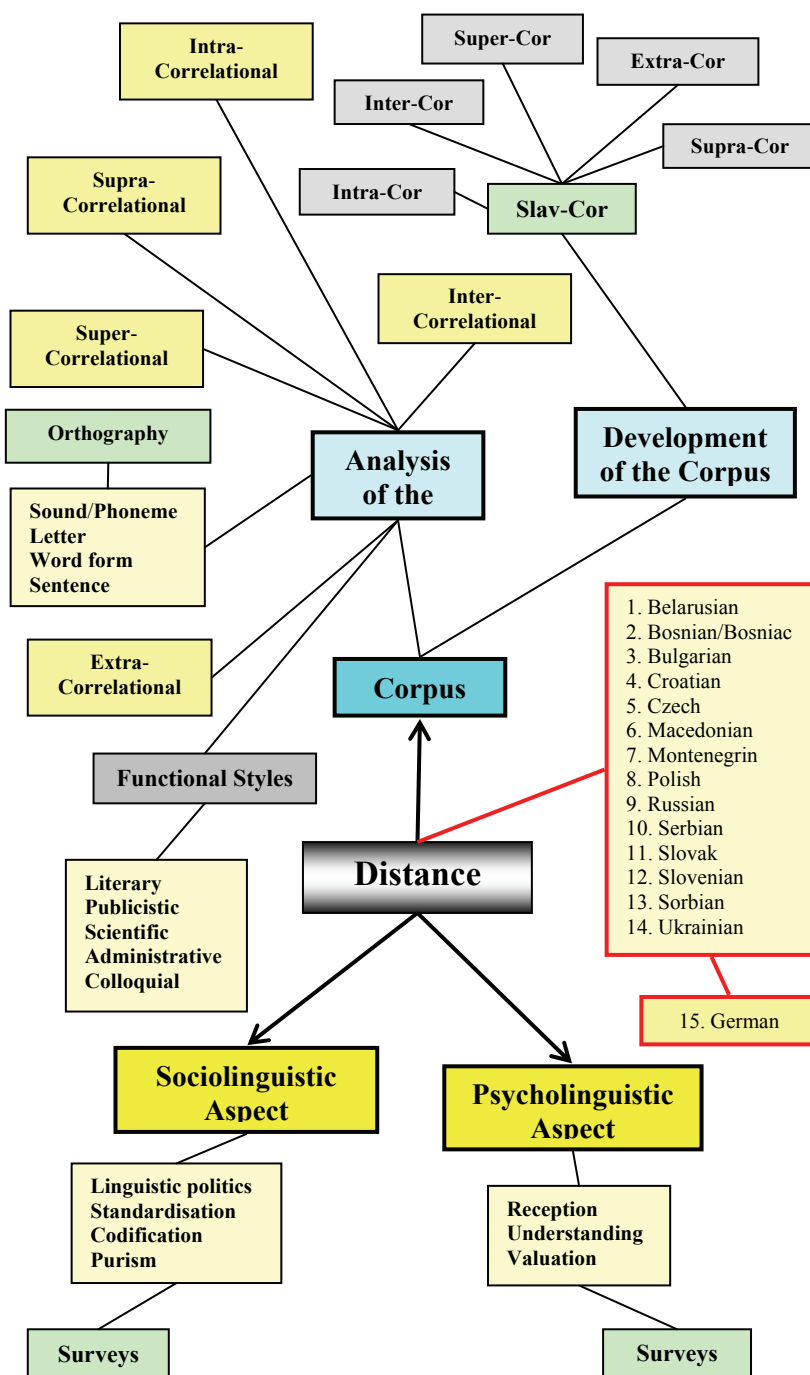 Intra-
Correlational
Super-Cor
Extra-Cor
Inter-Cor
Supra-Cor
Intra-Cor
Slav-Cor
Supra-
Correlational
Inter-
Correlational
Super-
Correlational
Orthography
Analysis
of the
Development
of the Corpus
Sound/Phoneme
Letter
Word form
Sentence
1. Belarusian
2. Bosnian/Bosniac
3. Bulgarian
4. Croatian
5. Czech
6. Macedonian
7. Montenegrin
8. Polish
9. Russian
10. Serbian
11. Slovak
12. Slovenian
13. Sorbian
14. Ukrainian
Extra-
Correlational
Corpus
Functional Styles
Distance
Literary
Publicistic
Scientific
Administrative
Colloquial
15. German
Sociolinguistic
Aspect
Psycholinguistic
Aspect
Linguistic politics
Standardisation
Codification
Purism
Reception
Understanding
Valuation
Surveys
Surveys